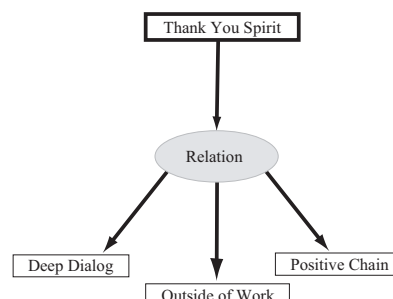 Thank You Spirit
Relation
Deep Dialog
Positive Chain
Outside of Work